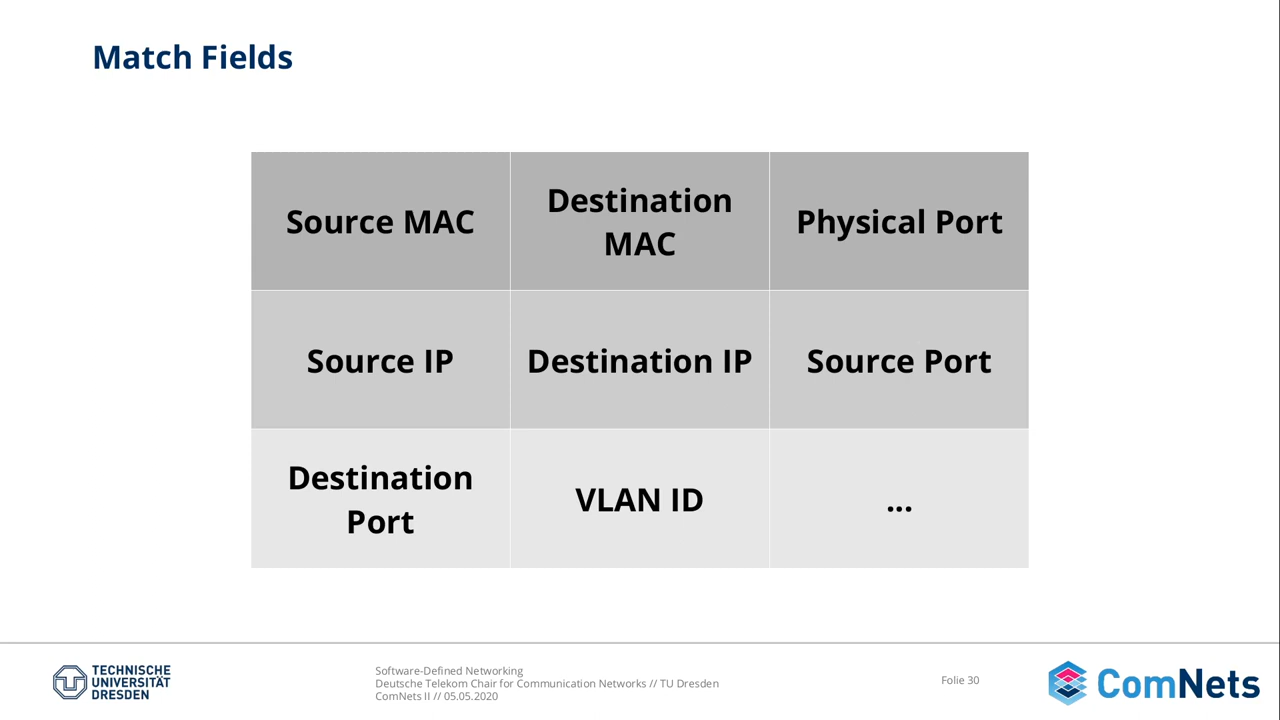 Match Fields
Source MAC
Destination
MAC
Physical Port
Source IP
Destination IP
Source Port
Destination
Port
VLAN ID
...
TECHNISCHE
UNIVERSITÄT
DRESDEN
Software-Defined Networking
Deutsche Telekom Chair for Communication Networks // TU Dresden
ComNets II // 05.05.2020
Folie 30
ComNets